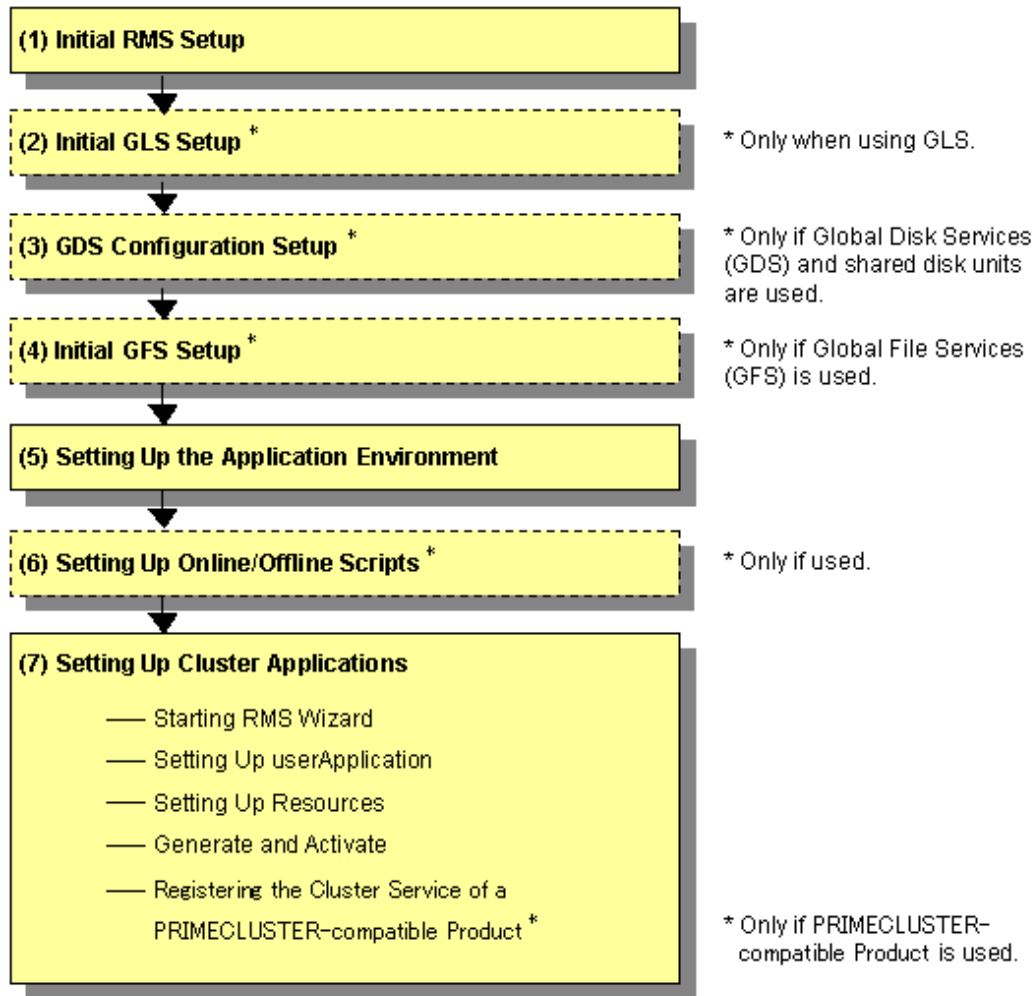 (1) Initial RMS Setup
(2) Initial GLS Setup *
* Only when using GLS.
(3) GDS Configuration Setup *
* Only if Global Disk Services
(GDS) and shared disk units
are used.
(4) Initial GFS Setup *
* Only if Global File Services
(GFS) is used.
(5) Setting Up the Application Environment
(6) Setting Up Online/Offline Scripts *
* Only if used.
(7) Setting Up Cluster Applications
— Starting RMS Wizard
— Setting Up userApplication
— Setting Up Resources
— Generate and Activate
— Registering the Cluster Service of a
PRIMECLUSTER-compatible Product *
* Only if PRIMECLUSTER-
compatible Product is used.